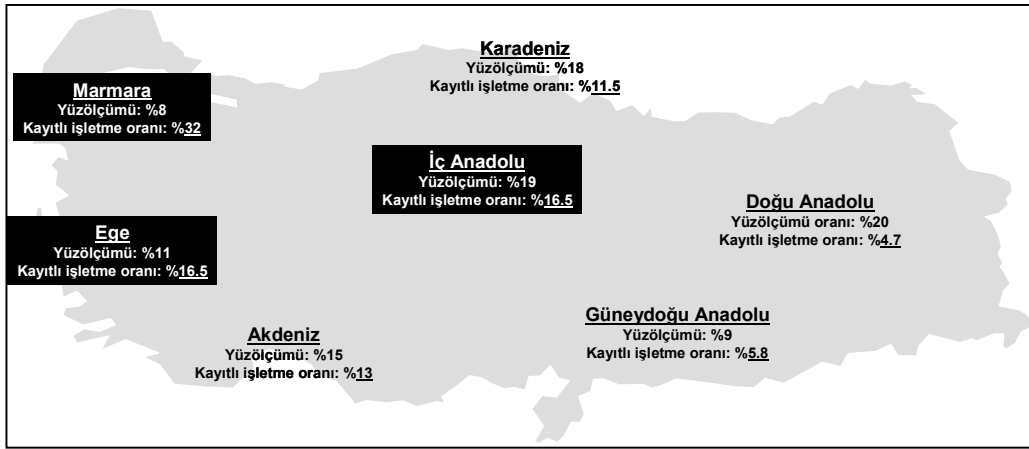 Karadeniz
Yüzölçümü: %18
Kayıtlı işletme oranı: %11.5
Marmara
Yüzölçümü: %8
Kayıtlı işletme oranı: %32
İç Anadolu
Yüzölçümü: %19
Kayıtlı işletme oranı: %16.5
Doğu Anadolu
Yüzölçümü oranı: %20
Kayıtlı işletme oranı: %4.7
Ege
Yüzölçümü: %11
Kayıtlı işletme oranı: %16.5
Güneydoğu Anadolu
Yüzölçümü: %9
Kayıtlı işletme oranı: %5.8
Akdeniz
Yüzölçümü: %15
Kayıtlı işletme oranı: %13